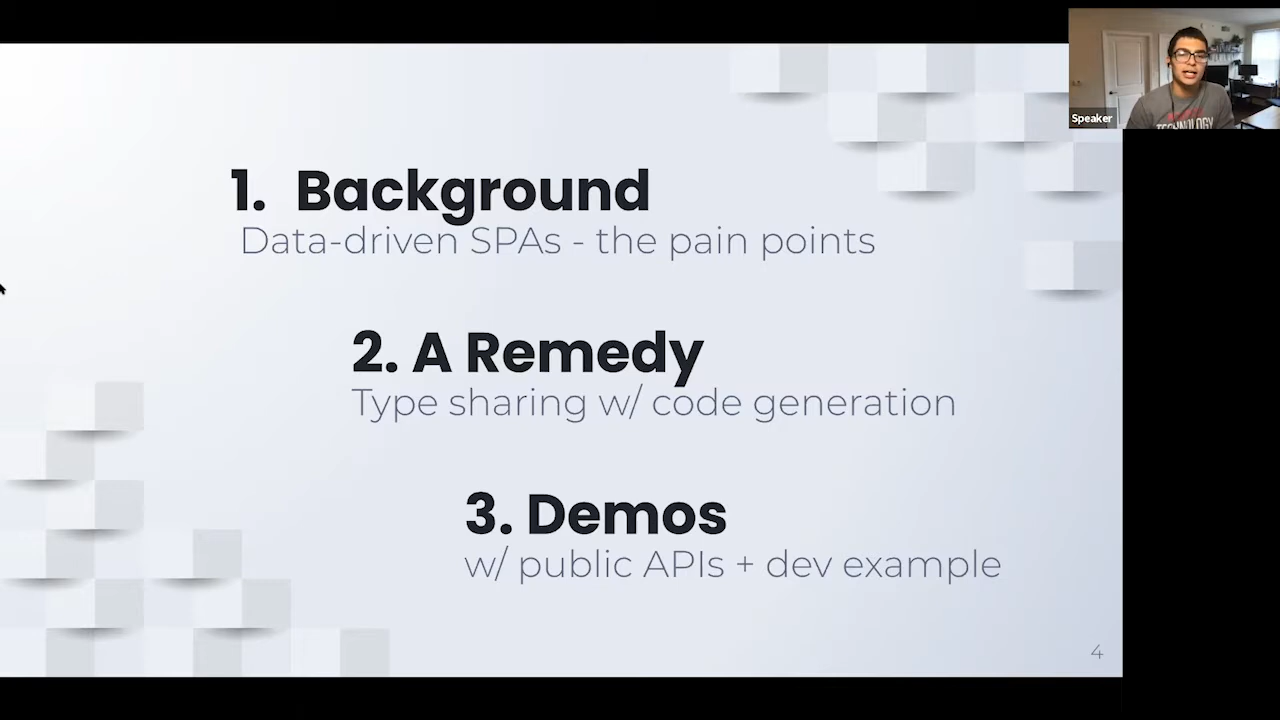 1. Background
Data-driven SPAs - the pain points
2. A Remedy
Type sharing w/ code generation
3. Demos
w/ public APIs + dev example
4
Speaker
TECHNOLOGY